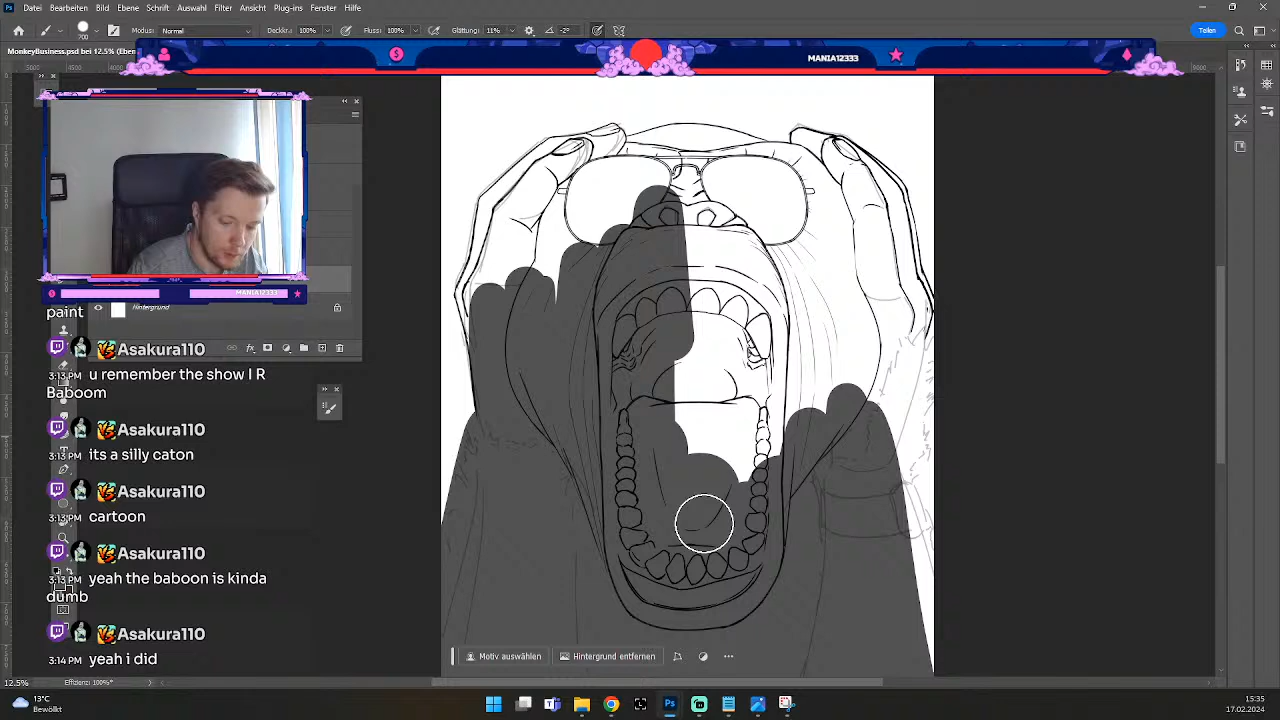 Datei Bearbeiten Bild Ebene Schrift Auswahl Filter Ansicht Plug-ins Fenster Hilfe
700 Modus: Normal Deckkr.: 100% Fluss: 100% Glättung: 11% Teilen
MonkeyBusiness.psd bei 12.5% (Eben
MANIA12333
MANIA12333
Hintergrund
paint
Asakura110
3:13 PM u remember the show I R
Baboom
Asakura110
3:13 PM its a silly caton
Asakura110
3:13 PM cartoon
Asakura110
3:13 PM yeah the baboon is kinda
dumb
Asakura110
3:14 PM yeah i did
Motiv auswählen Hintergrund entfernen
12.5% Effizienz: 100%*
13°C
Bewölkt
15:35
17.02.2024